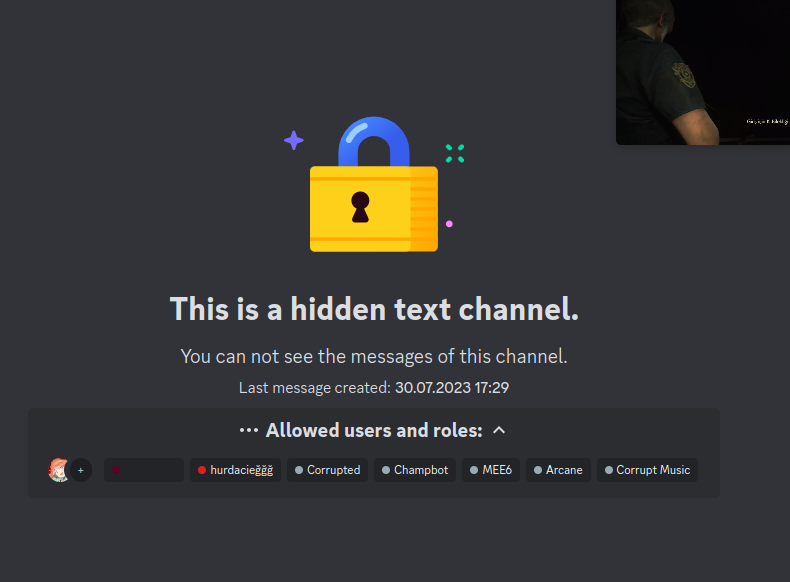 This is a hidden text channel.
You can not see the messages of this channel.
Last message created: 30.07.2023 17:29
••• Allowed users and roles:
+ hurdacieğğğ Corrupted Champbot MEE6 Arcane Corrupt Music